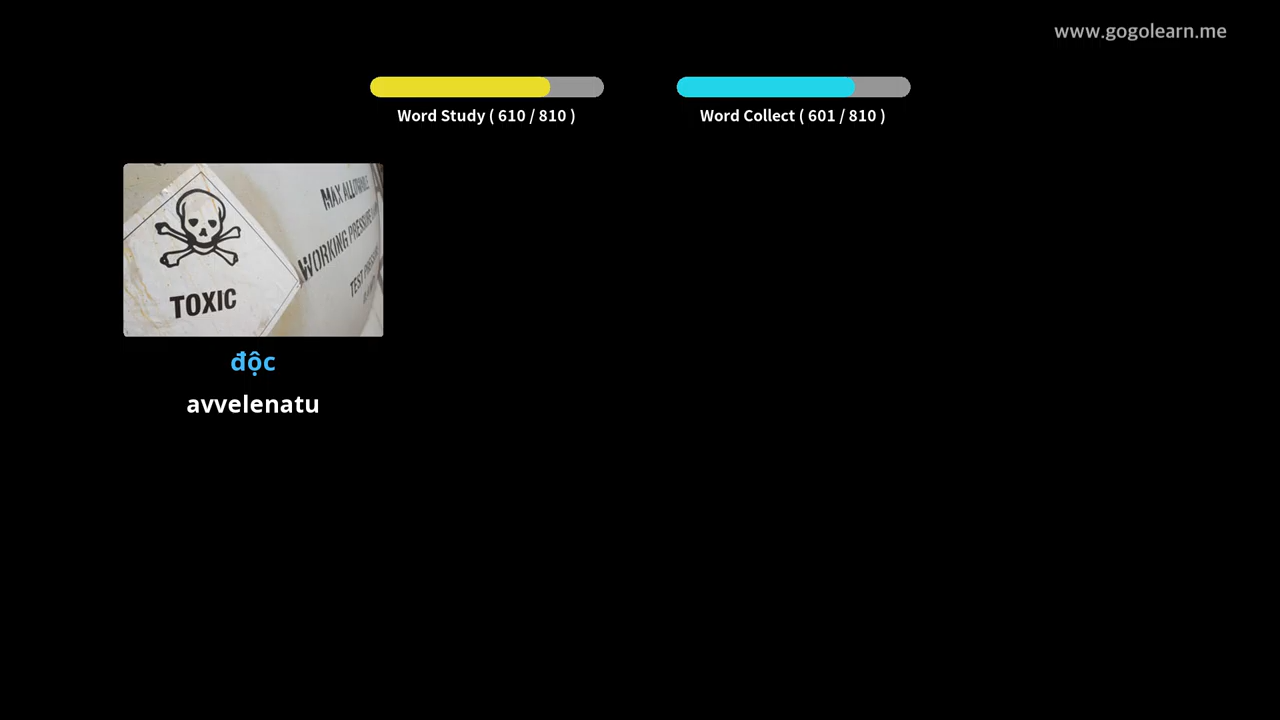 www.gogolearn.me
Word Study ( 610 / 810 )
Word Collect ( 601 / 810 )
MAX ALLOWABLE
WORKING PRESSURE
TEST
TOXIC
độc
avvelenatu